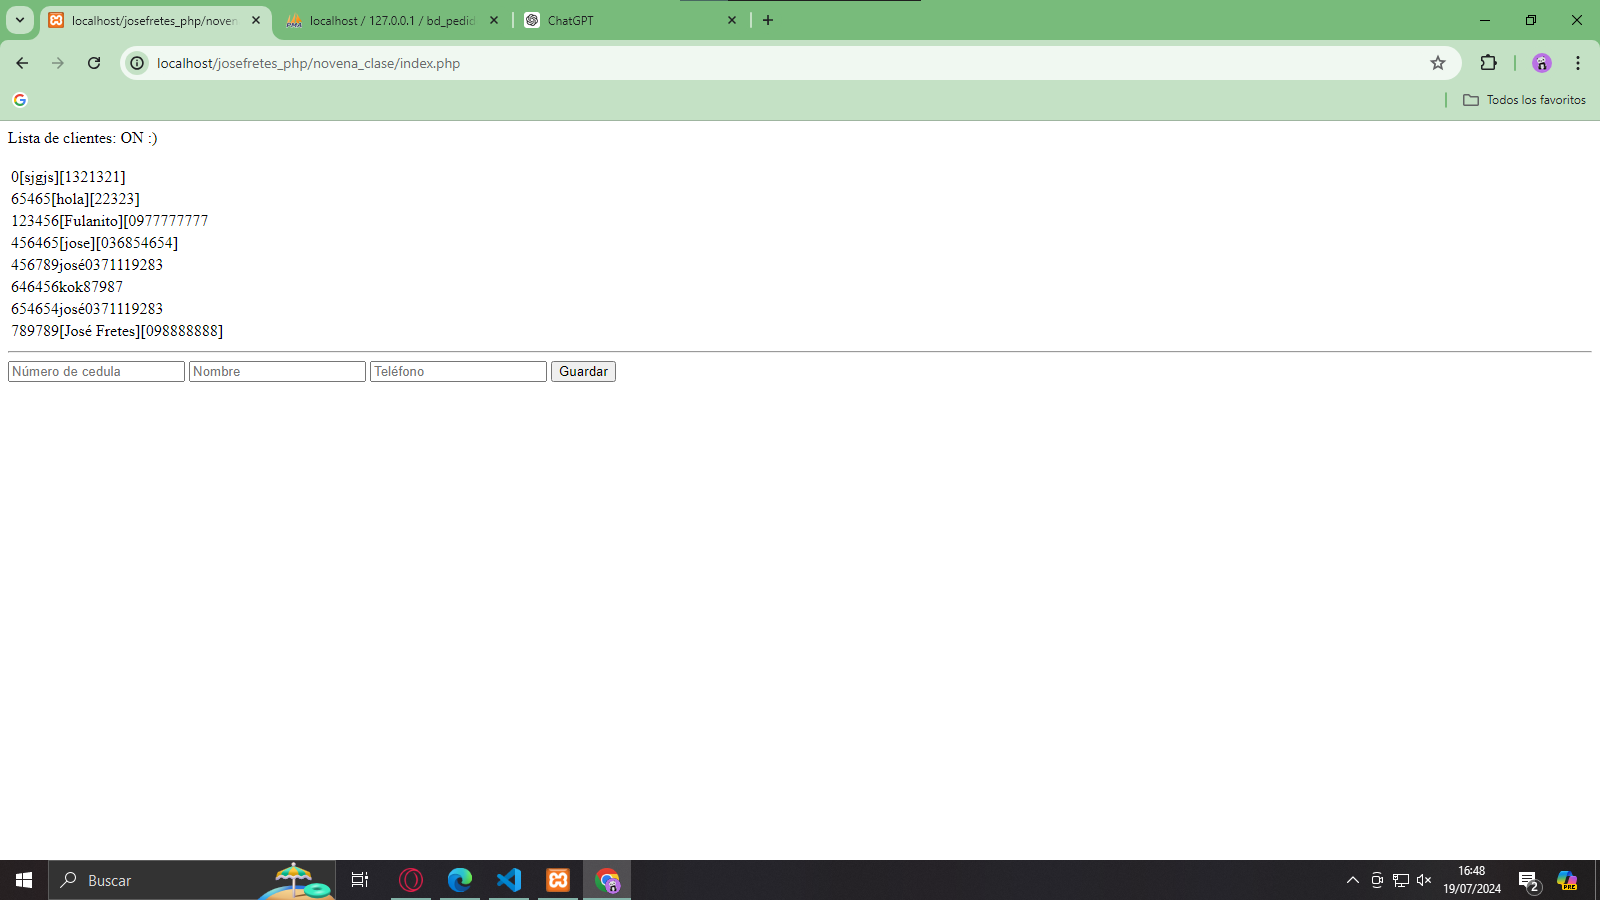 localhost/josefretes_php/noven
localhost / 127.0.0.1 / bd_pedid
ChatGPT
localhost/josefretes_php/novena_clase/index.php
Todos los favoritos
Lista de clientes: ON :)
0[sjgjs][1321321]
65465[hola][22323]
123456[Fulanito][0977777777
456465[jose][036854654]
456789josé0371119283
646456kok87987
654654josé0371119283
789789[José Fretes][098888888]
Número de cedula Nombre Teléfono Guardar
Buscar
16:48
19/07/2024
2
PRE